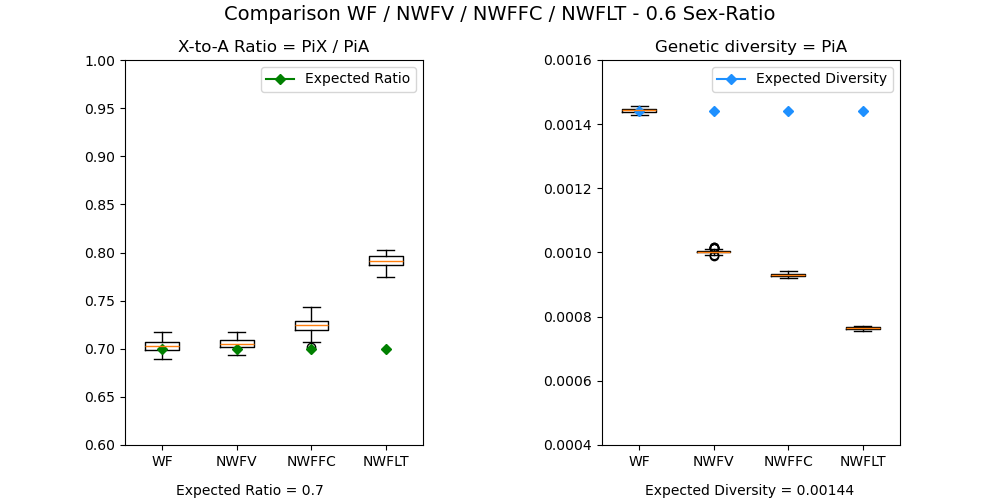 Comparison WF / NWFV / NWFFC / NWFLT - 0.6 Sex-Ratio
X-to-A Ratio = PiX / PiA
Expected Ratio
1.00
0.95
0.90
0.85
0.80
0.75
0.70
0.65
0.60
WF NWFV NWFFC NWFLT
Expected Ratio = 0.7
Genetic diversity = PiA
Expected Diversity
0.0016
0.0014
0.0012
0.0010
0.0008
0.0006
0.0004
WF NWFV NWFFC NWFLT
Expected Diversity = 0.00144